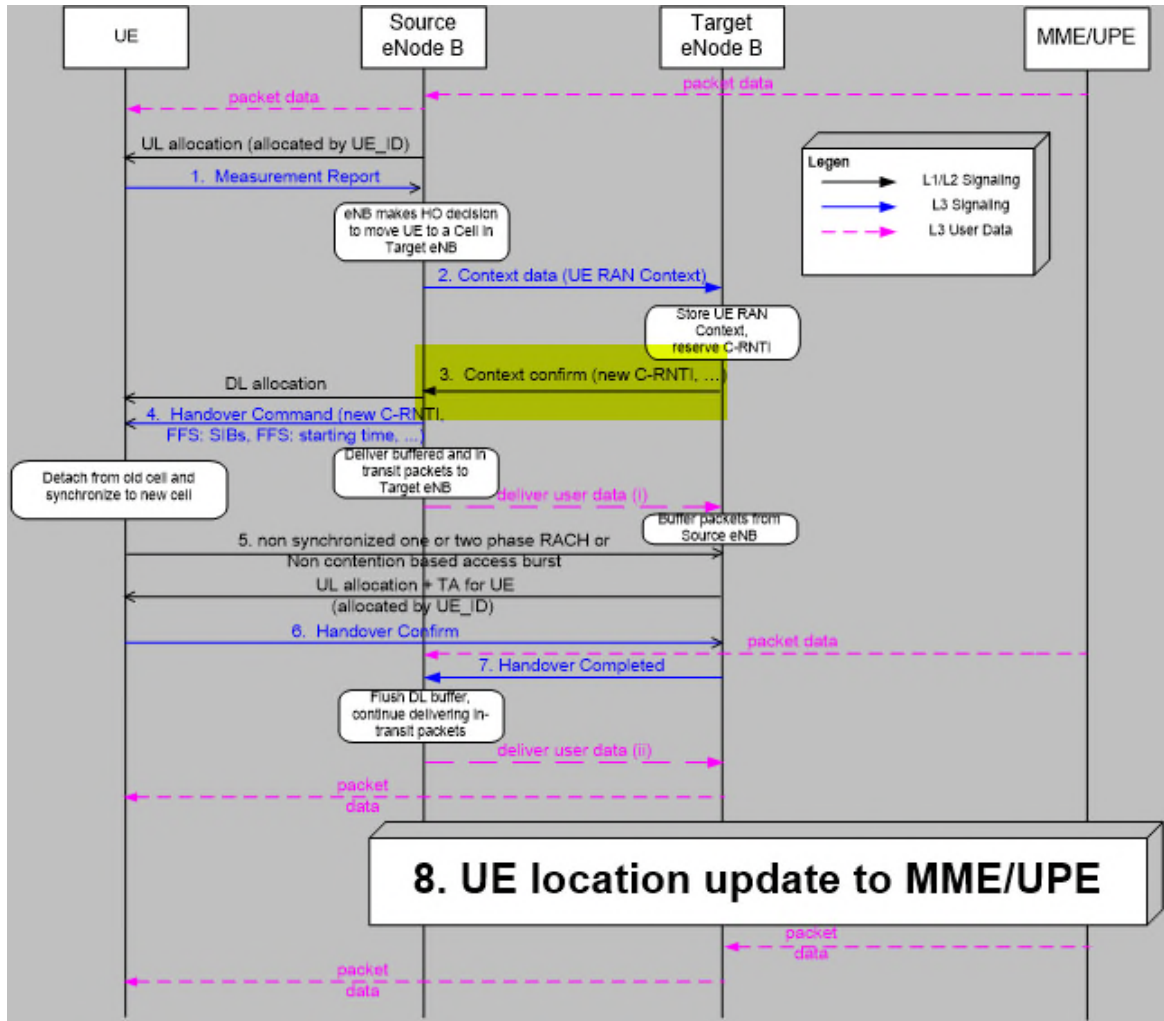 UE
Source
eNode B
Target
eNode B
MME/UPE
packet data
packet data
UL allocation (allocated by UE_ID)
1. Measurement Report
Legen
L1/L2 Signaling
L3 Signaling
L3 User Data
eNB makes HO decision
to move UE to a Cell in
Target eNB
2. Context data (UE RAN Context)
Store UE RAN
Context,
reserve C-RNTI
3. Context confirm (new C-RNTI, ...)
DL allocation
4. Handover Command (new C-RNTI,
FFS: SIBs, FFS: starting time, ...)
Deliver buffered and in
transit packets to
Target eNB
Detach from old cell and
synchronize to new cell
deliver user data (i)
Buffer packets from
Source eNB
5. non synchronized one or two phase RACH or
Non contention based access burst
UL allocation + TA for UE
(allocated by UE_ID)
6. Handover Confirm
packet data
7. Handover Completed
Flush DL buffer,
continue delivering in-
transit packets
deliver user data (ii)
packet
data
8. UE location update to MME/UPE
packet
data
packet
data